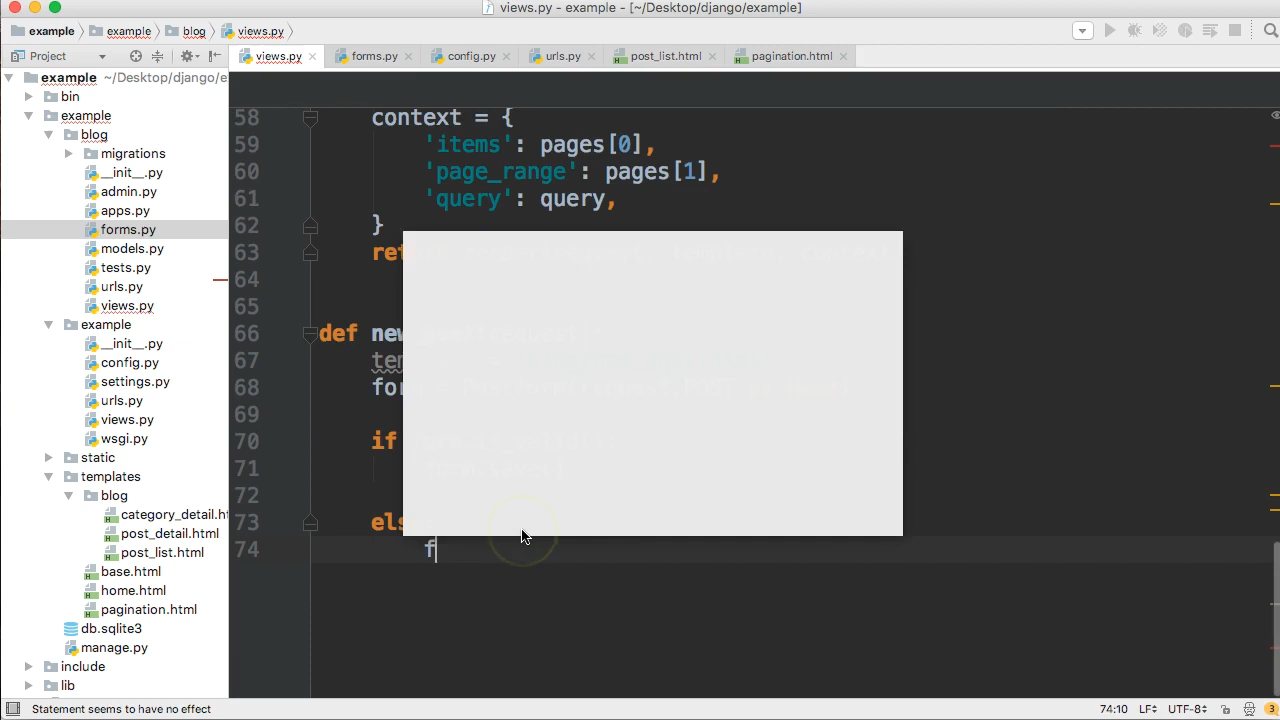 views.py - example - [~/Desktop/django/example]
example example blog views.py
Project views.py forms.py config.py urls.py post_list.html pagination.html
example ~/Desktop/django/e
bin
example
blog
migrations
__init__.py
admin.py
apps.py
forms.py
models.py
tests.py
urls.py
views.py
example
__init__.py
config.py
settings.py
urls.py
views.py
wsgi.py
static
templates
blog
category_detail.ht
post_detail.html
post_list.html
base.html
home.html
pagination.html
db.sqlite3
manage.py
include
lib
58 context = {
59 'items': pages[0],
60 'page_range': pages[1],
61 'query': query,
62 }
63 ret
64
65
66 def new
67 tem
68 for
69
70 if
71
72
73 els
74 f
Statement seems to have no effect 74:10 LF UTF-8 3